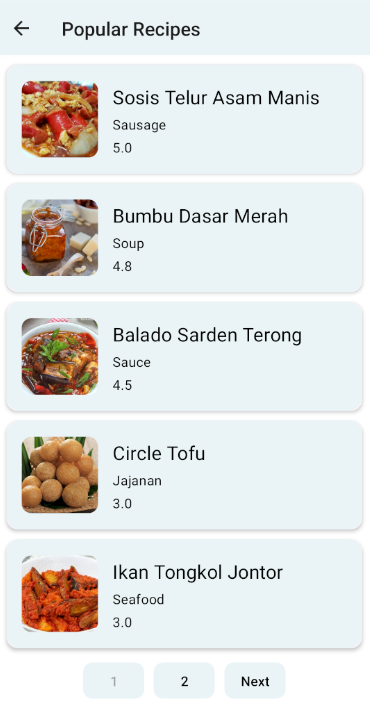 Popular Recipes
Sosis Telur Asam Manis
Sausage
5.0
Bumbu Dasar Merah
Soup
4.8
Balado Sarden Terong
Sauce
4.5
Circle Tofu
Jajanan
3.0
Ikan Tongkol Jontor
Seafood
3.0
1 2 Next